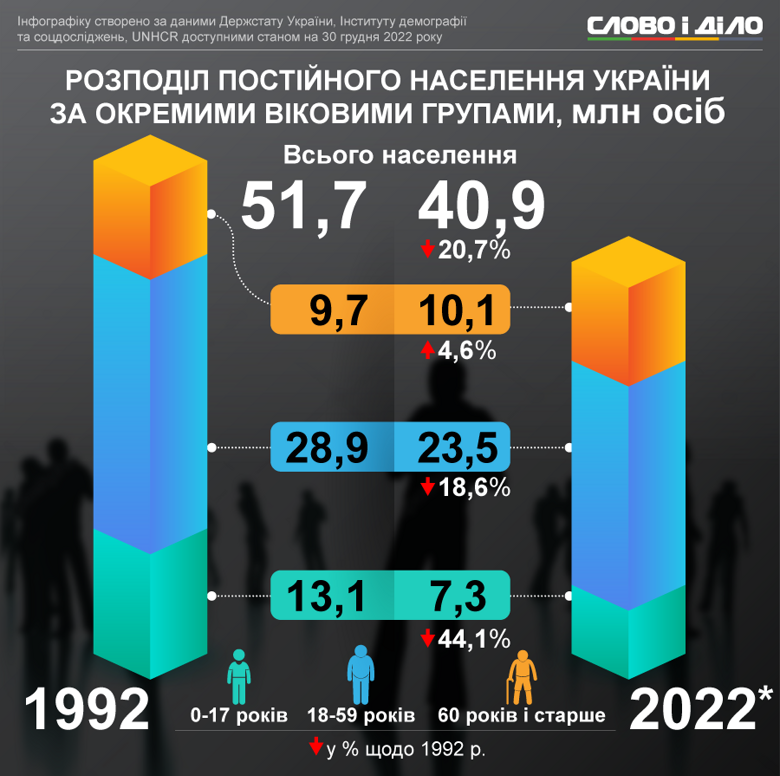 Інфографіку створено за даними Держстату України, Інституту демографії
та соцдосліджень, UNHCR доступними станом на 30 грудня 2022 року
СЛОВО і ДІЛО
РОЗПОДІЛ ПОСТІЙНОГО НАСЕЛЕННЯ УКРАЇНИ
ЗА ОКРЕМИМИ ВІКОВИМИ ГРУПАМИ, млн осіб
Всього населення
51,7 40,9
20,7%
9,7 10,1
4,6%
28,9 23,5
18,6%
13,1 7,3
44,1%
1992
0-17 років 18-59 років 60 років і старше
2022*
у % щодо 1992 р.